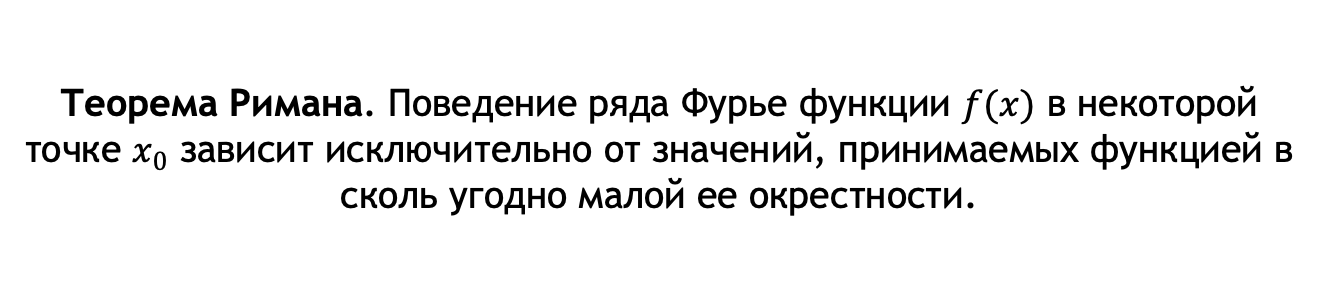 Теорема Римана. Поведение ряда Фурье функции f(x) в некоторой
точке x₀ зависит исключительно от значений, принимаемых функцией в
сколь угодно малой ее окрестности.